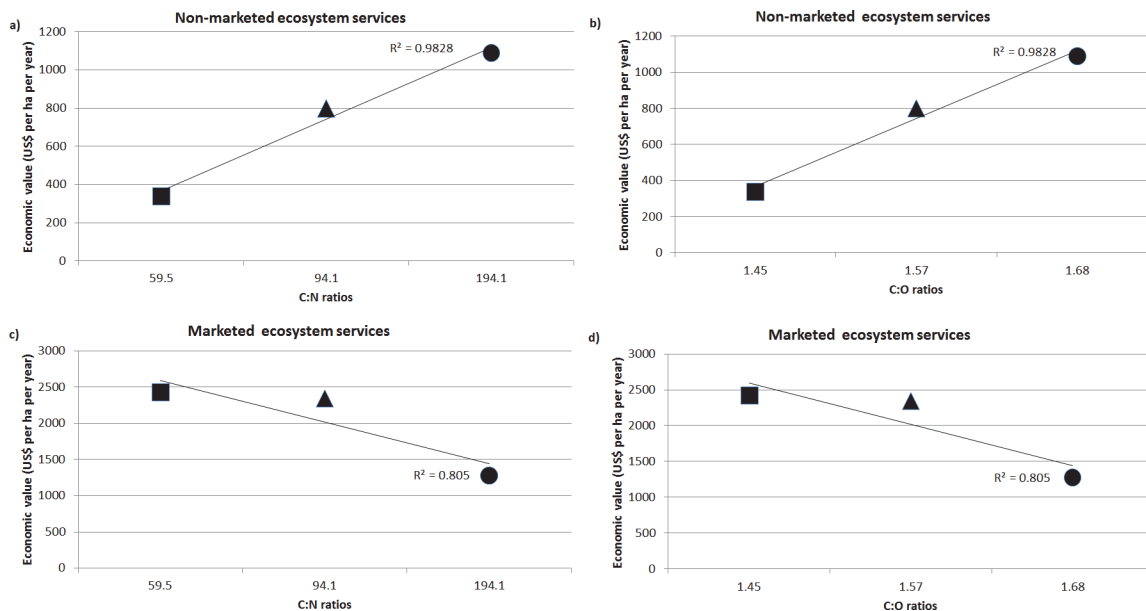 a)
Non-marketed ecosystem services
Economic value (US$ per ha per year)
1200
1000
800
600
400
200
0
R² = 0.9828
59.5 94.1 194.1
C:N ratios
b)
Non-marketed ecosystem services
Economic value (US$ per ha per year)
1200
1000
800
600
400
200
0
R² = 0.9828
1.45 1.57 1.68
C:O ratios
c)
Marketed ecosystem services
Economic value (US$ per ha per year)
3000
2500
2000
1500
1000
500
0
R² = 0.805
59.5 94.1 194.1
C:N ratios
d)
Marketed ecosystem services
Economic value (US$ per ha per year)
3000
2500
2000
1500
1000
500
0
R² = 0.805
1.45 1.57 1.68
C:O ratios